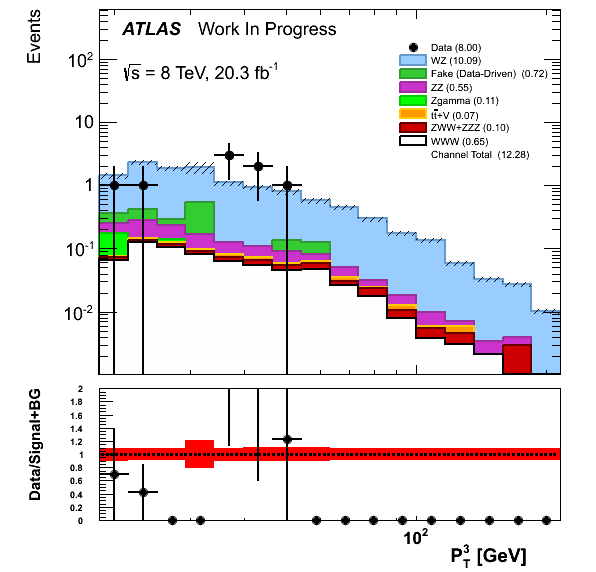 Events
ATLAS Work In Progress
√s = 8 TeV, 20.3 fb⁻¹
Data (8.00)
WZ (10.09)
Fake (Data-Driven) (0.72)
ZZ (0.55)
Zgamma (0.11)
tt̄+V (0.07)
ZWW+ZZZ (0.10)
WWW (0.65)
Channel Total (12.28)
10²
10
1
10⁻¹
10⁻²
Data/Signal+BG
2
1.8
1.6
1.4
1.2
1
0.8
0.6
0.4
0.2
0
10²
P³_T [GeV]